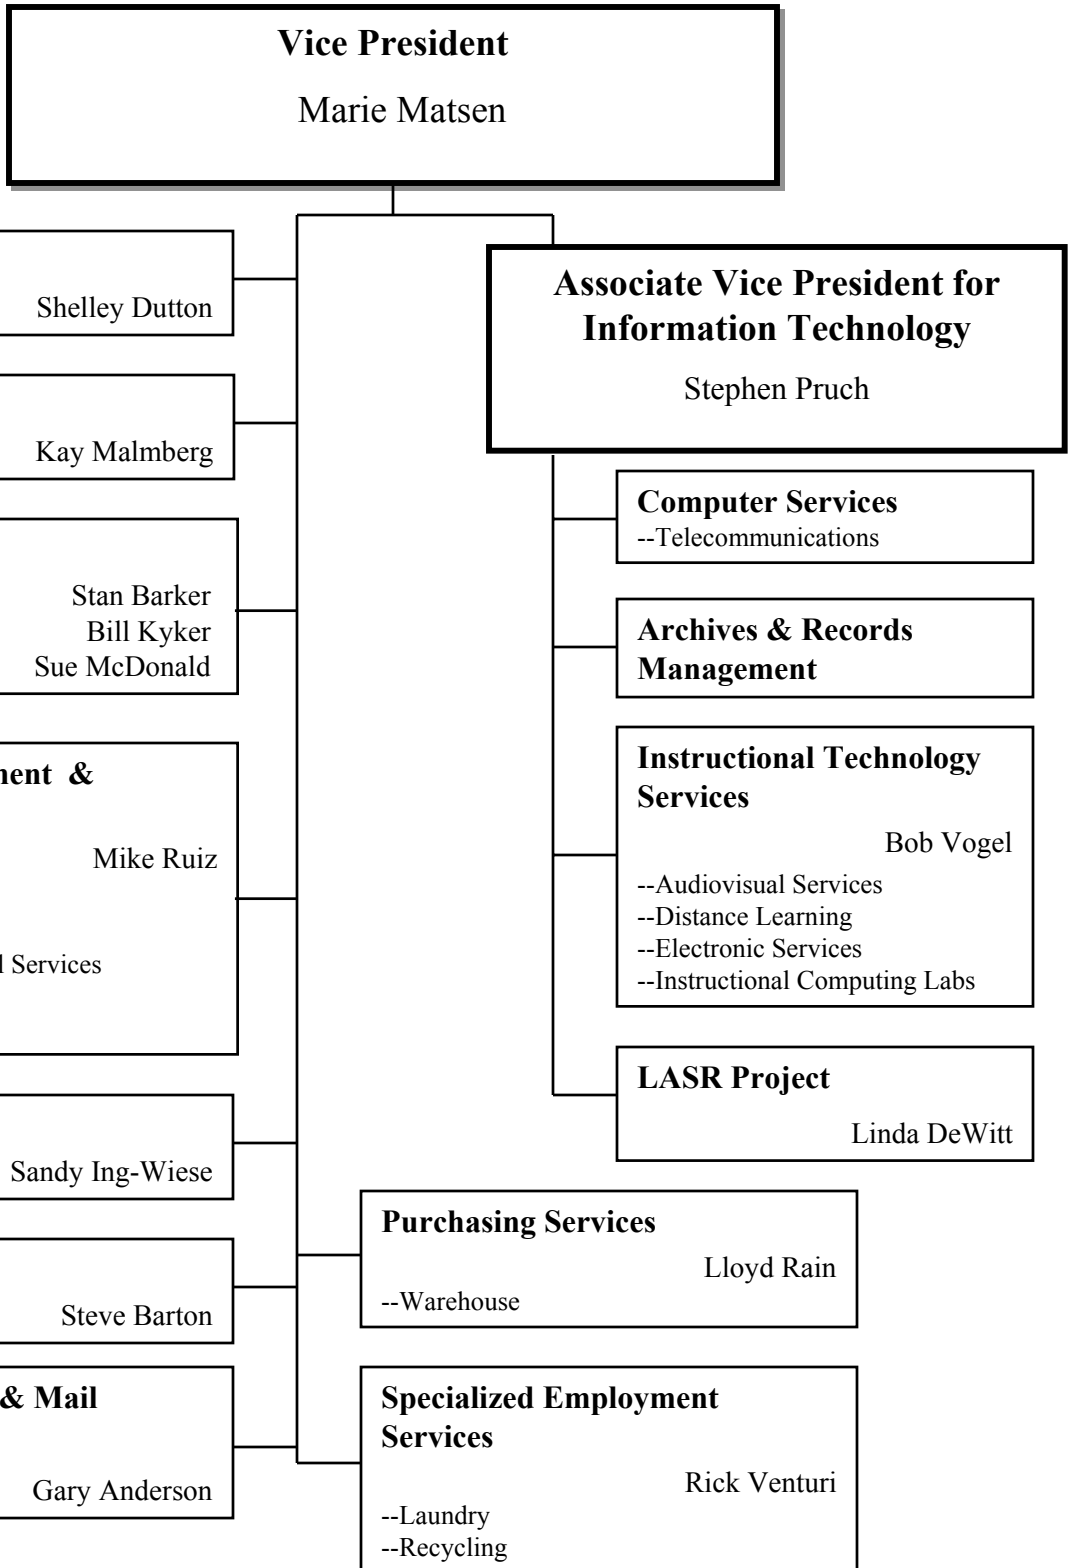 Vice President
Marie Matsen
Shelley Dutton
Kay Malmberg
Stan Barker
Bill Kyker
Sue McDonald
&
Mike Ruiz
Services
Sandy Ing-Wiese
Steve Barton
& Mail
Gary Anderson
Associate Vice President for
Information Technology
Stephen Pruch
Computer Services
--Telecommunications
Archives & Records
Management
Instructional Technology
Services
Bob Vogel
--Audiovisual Services
--Distance Learning
--Electronic Services
--Instructional Computing Labs
LASR Project
Linda DeWitt
Purchasing Services
Lloyd Rain
--Warehouse
Specialized Employment
Services
Rick Venturi
--Laundry
--Recycling